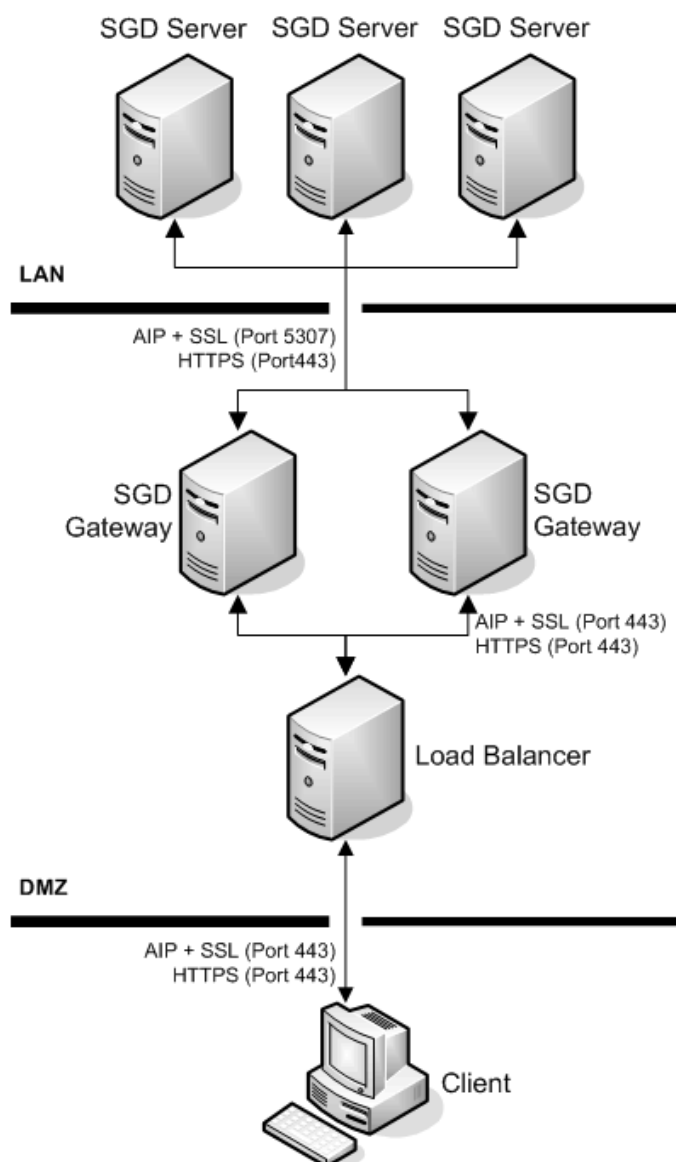 SGD Server
SGD Server
SGD Server
LAN
AIP + SSL (Port 5307)
HTTPS (Port443)
SGD
Gateway
SGD
Gateway
AIP + SSL (Port 443)
HTTPS (Port 443)
Load Balancer
DMZ
AIP + SSL (Port 443)
HTTPS (Port 443)
Client